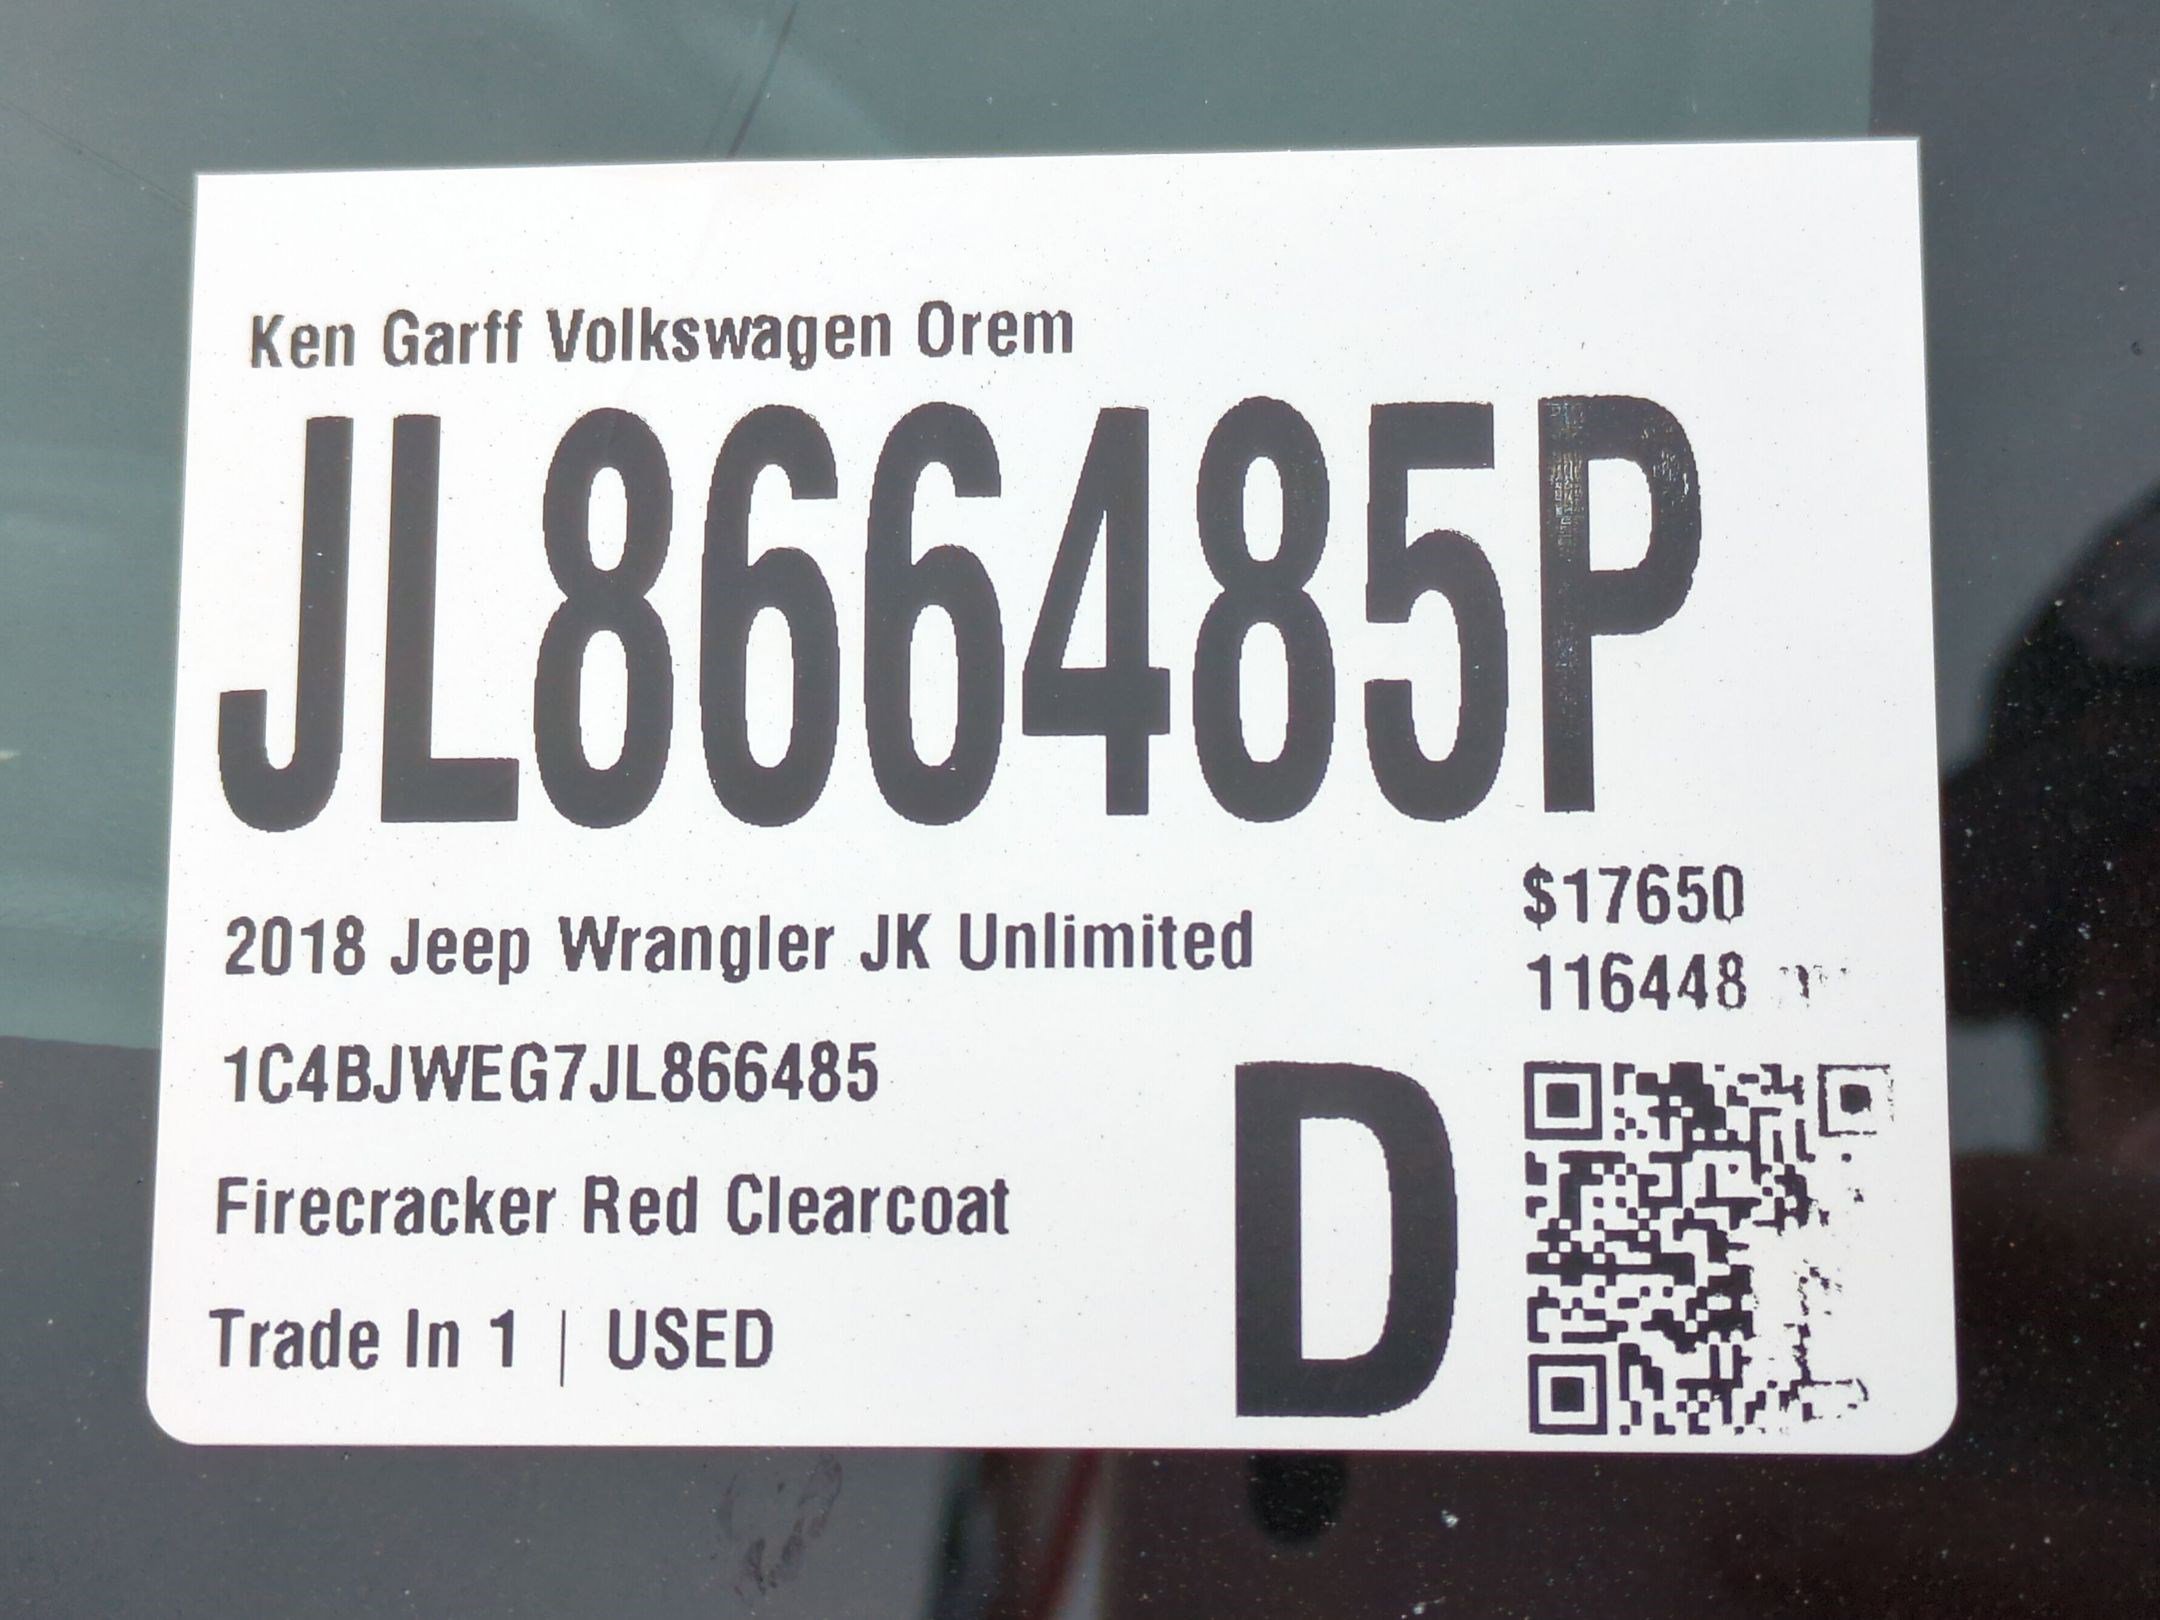 Ken Garff Volkswagen Orem
JL866485P
2018 Jeep Wrangler JK Unlimited
$17650
116448
1C4BJWEG7JL866485
Firecracker Red Clearcoat
Trade In 1 | USED
D